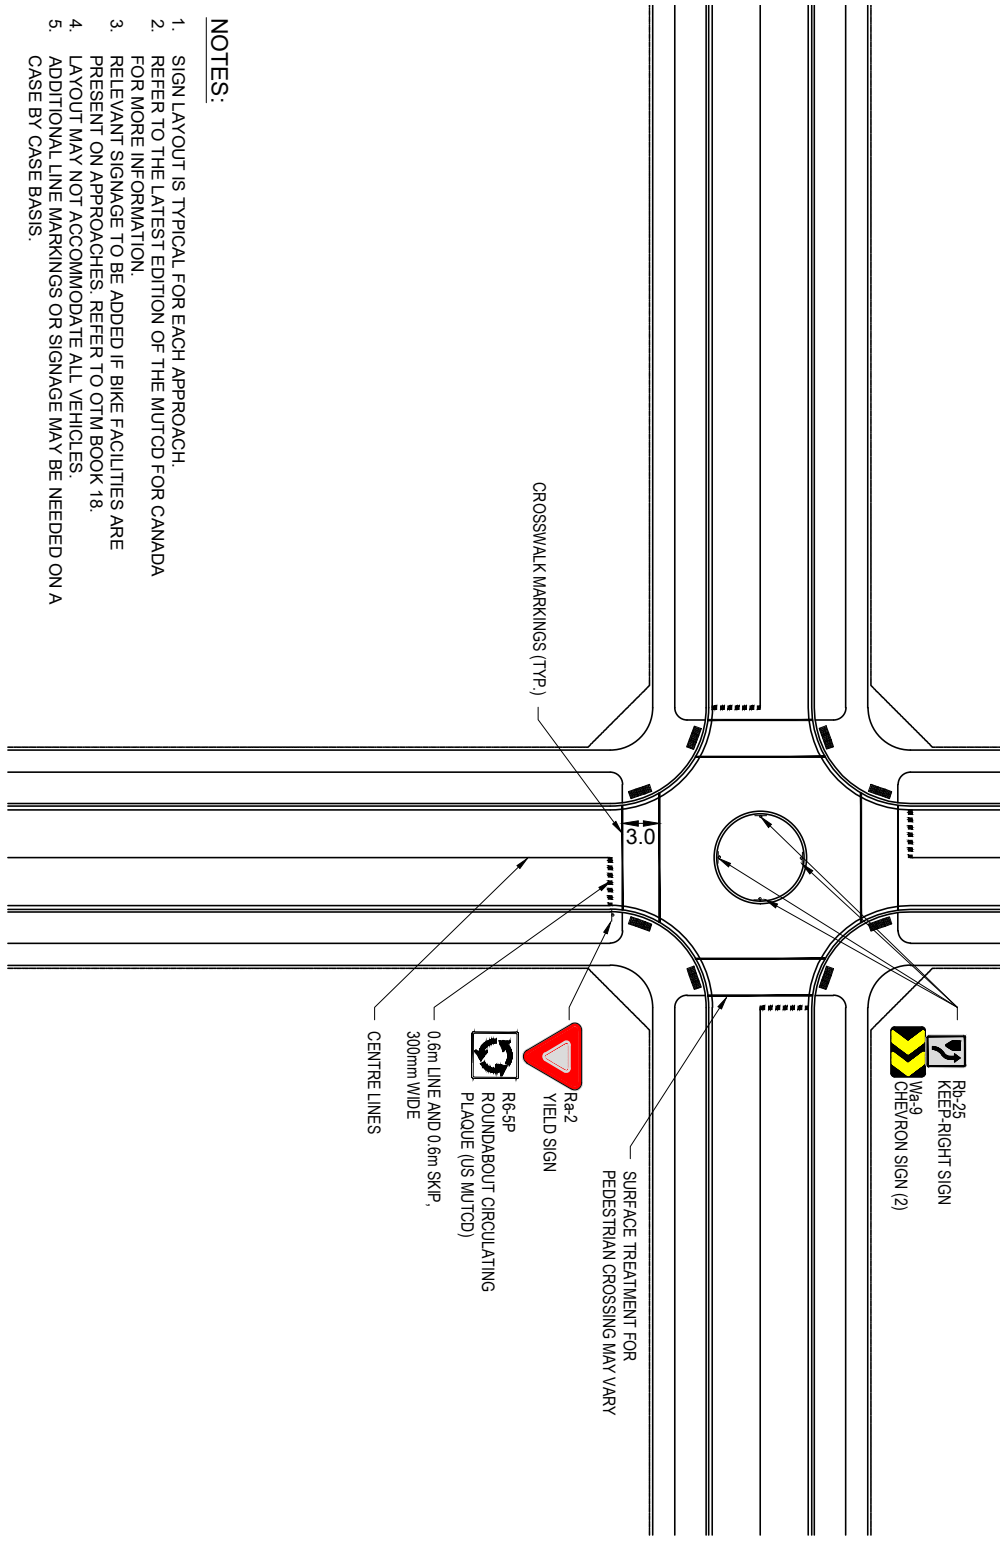 Rb-25
KEEP-RIGHT SIGN
Wa-9
CHEVRON SIGN (2)
SURFACE TREATMENT FOR
PEDESTRIAN CROSSING MAY VARY
3.0
CROSSWALK MARKINGS (TYP.)
Ra-2
YIELD SIGN
R6-5P
ROUNDABOUT CIRCULATING
PLAQUE (US MUTCD)
0.6m LINE AND 0.6m SKIP,
300mm WIDE
CENTRE LINES
NOTES:
1. SIGN LAYOUT IS TYPICAL FOR EACH APPROACH.
2. REFER TO THE LATEST EDITION OF THE MUTCD FOR CANADA
FOR MORE INFORMATION.
3. RELEVANT SIGNAGE TO BE ADDED IF BIKE FACILITIES ARE
PRESENT ON APPROACHES. REFER TO OTM BOOK 18.
4. LAYOUT MAY NOT ACCOMMODATE ALL VEHICLES.
5. ADDITIONAL LINE MARKINGS OR SIGNAGE MAY BE NEEDED ON A
CASE BY CASE BASIS.